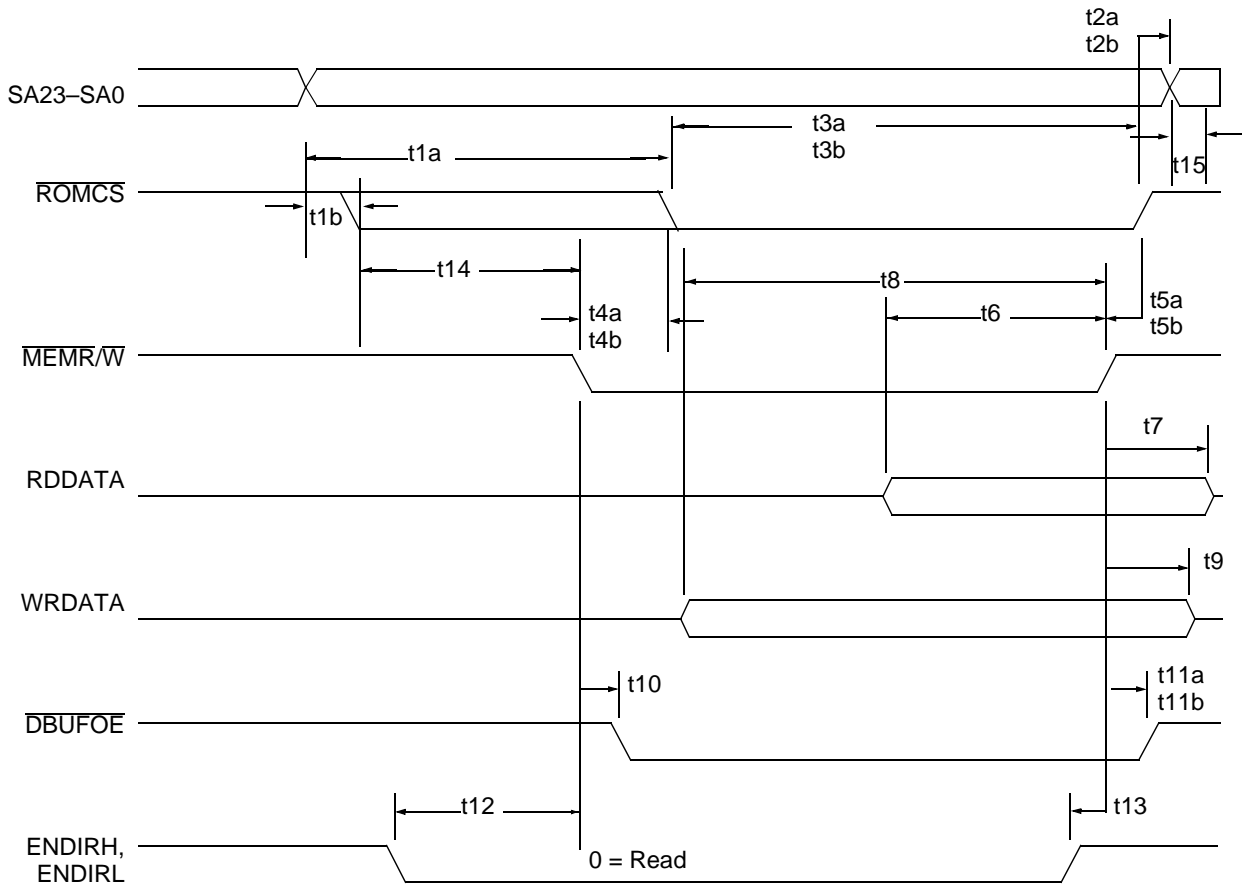 t2a
t2b
SA23–SA0
t3a
t3b
t1a
t15
ROMCS
t1b
t14
t8
t4a
t4b
t6
t5a
t5b
MEMR/W
t7
RDDATA
t9
WRDATA
t10
t11a
t11b
DBUFOE
t12
t13
ENDIRH,
ENDIRL
0 = Read